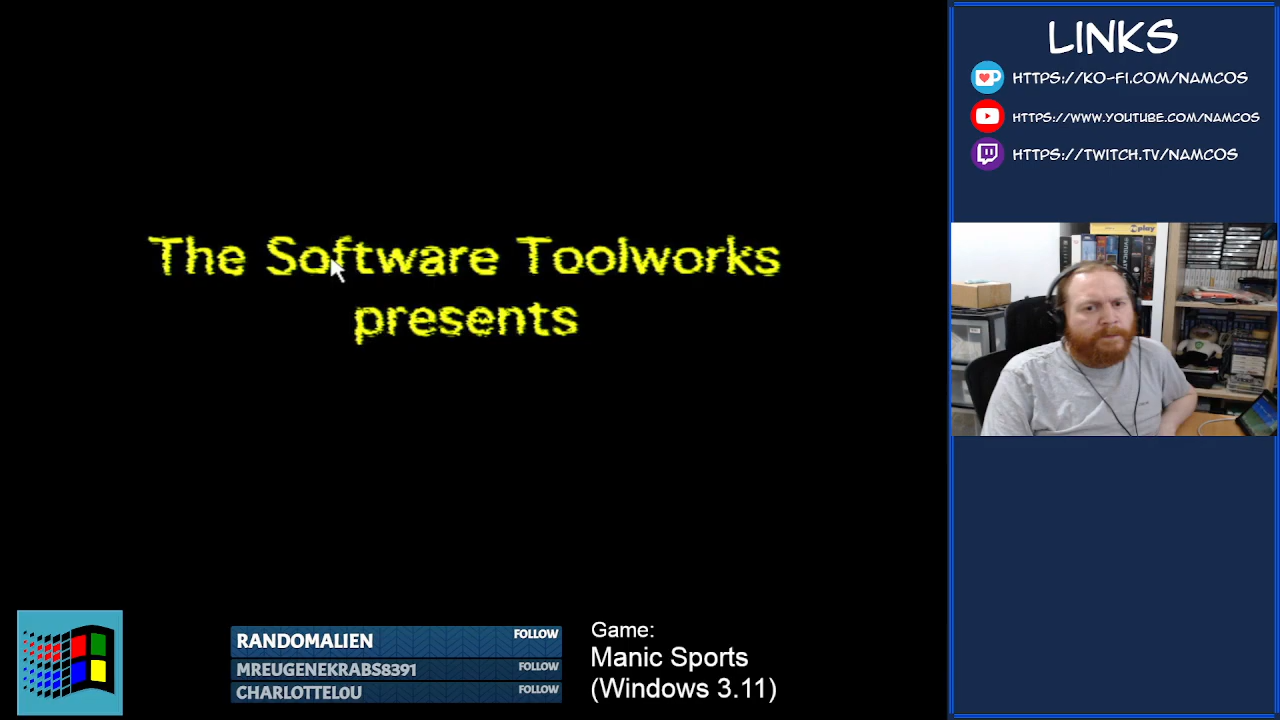 The Software Toolworks
presents
LINKS
HTTPS://KO-FI.COM/NAMCOS
HTTPS://WWW.YOUTUBE.COM/NAMCOS
HTTPS://TWITCH.TV/NAMCOS
play
RANDOMALIEN FOLLOW
MREUGENEKRABS8391 FOLLOW
CHARLOTTELOU FOLLOW
Game:
Manic Sports
(Windows 3.11)